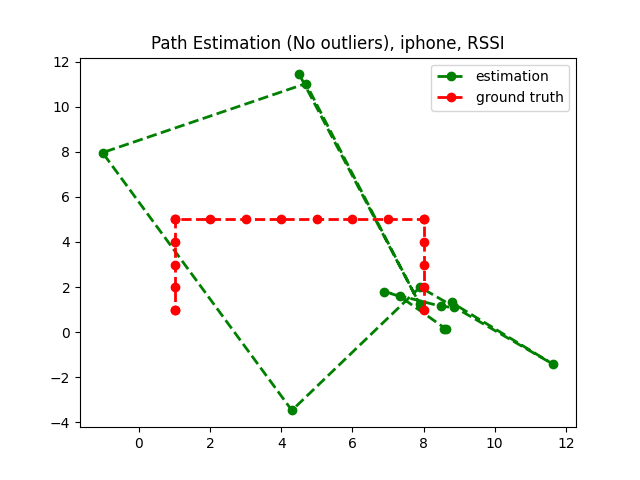 Path Estimation (No outliers), iphone, RSSI
estimation
ground truth
12
10
8
6
4
2
0
−2
−4
0 2 4 6 8 10 12